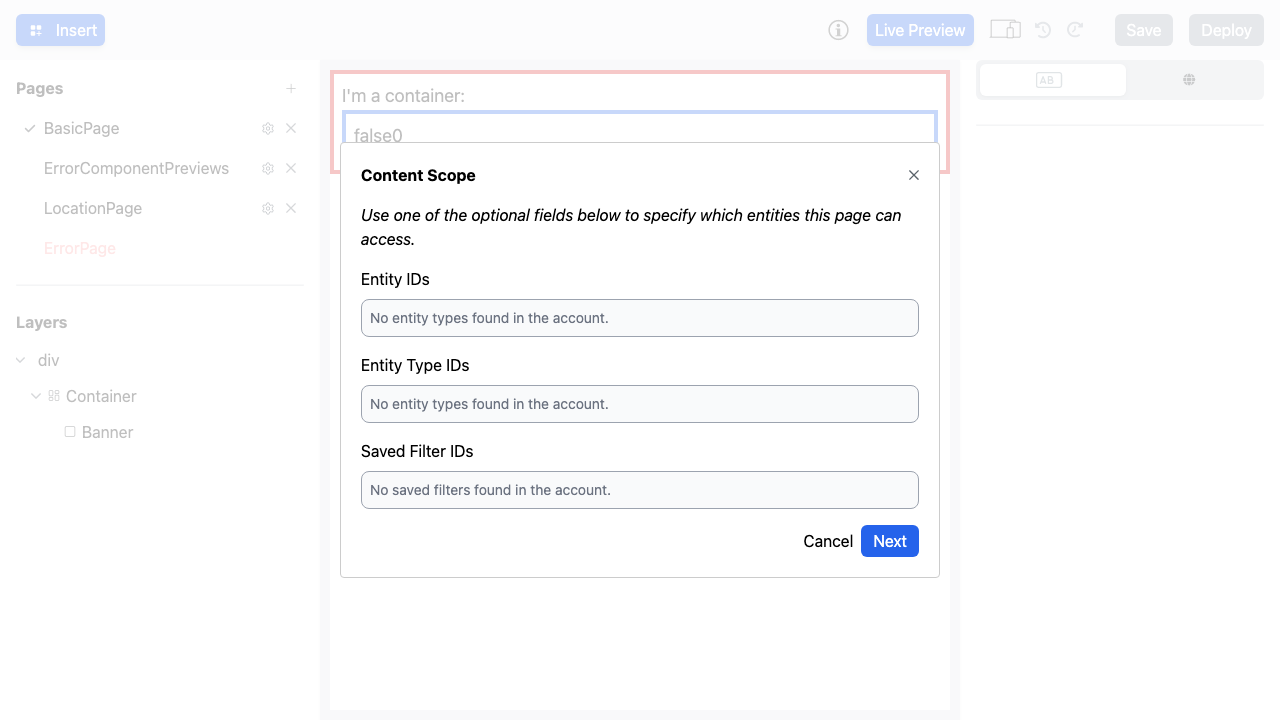 Insert
Live Preview
Save
Deploy
Pages
BasicPage
ErrorComponentPreviews
LocationPage
ErrorPage
Layers
div
Container
Banner
I'm a container:
false0
AB
Content Scope
Use one of the optional fields below to specify which entities this page can
access.
Entity IDs
No entity types found in the account.
Entity Type IDs
No entity types found in the account.
Saved Filter IDs
No saved filters found in the account.
Cancel
Next